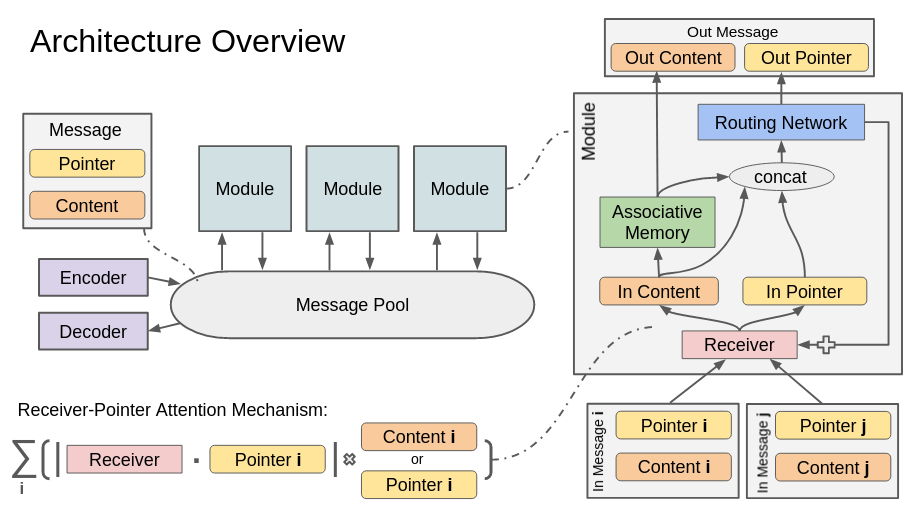 Architecture Overview
Message
Pointer
Content
Module
Module
Module
Encoder
Decoder
Message Pool
Receiver-Pointer Attention Mechanism:
∑
i
( | Receiver · Pointer i | × Content i
or
Pointer i )
Out Message
Out Content
Out Pointer
Module
Routing Network
concat
Associative
Memory
In Content
In Pointer
Receiver
In Message i
Pointer i
Content i
In Message j
Pointer j
Content j